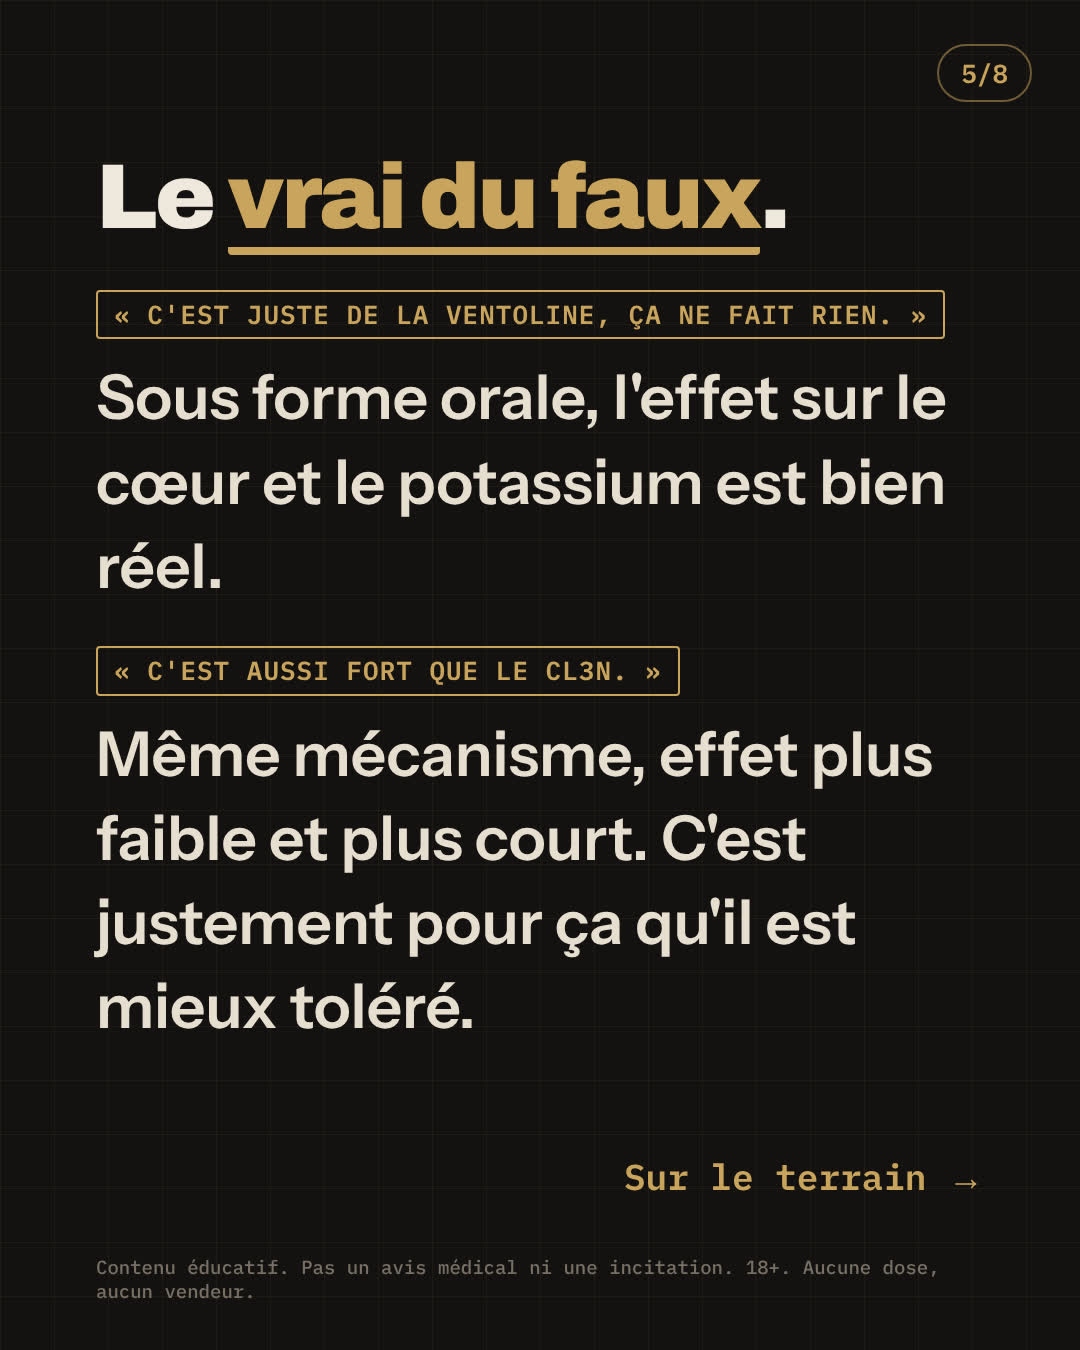 5/8
Le vrai du faux.
« C'EST JUSTE DE LA VENTOLINE, ÇA NE FAIT RIEN. »
Sous forme orale, l'effet sur le
cœur et le potassium est bien
réel.
« C'EST AUSSI FORT QUE LE CL3N. »
Même mécanisme, effet plus
faible et plus court. C'est
justement pour ça qu'il est
mieux toléré.
Sur le terrain →
Contenu éducatif. Pas un avis médical ni une incitation. 18+. Aucune dose,
aucun vendeur.